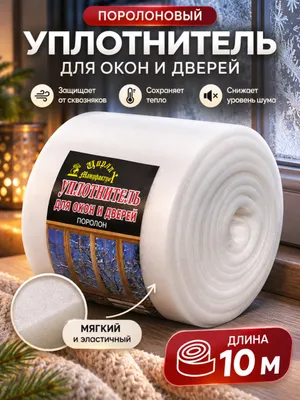 ПОРОЛОНОВЫЙ
УПЛОТНИТЕЛЬ
ДЛЯ ОКОН И ДВЕРЕЙ
Защищает
от сквозняков
Сохраняет
тепло
Снижает
уровень шума
УПЛОТНИТЕЛЬ
ДЛЯ ОКОН И ДВЕРЕЙ
ПОРОЛОН
МЯГКИЙ
и эластичный
ДЛИНА
10 м